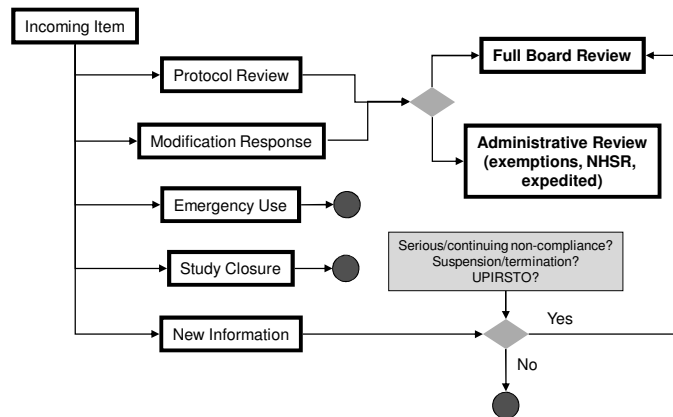 Incoming Item
Protocol Review
Full Board Review
Modification Response
Administrative Review
(exemptions, NHSR,
expedited)
Emergency Use
Serious/continuing non-compliance?
Suspension/termination?
UPIRSTO?
Study Closure
New Information
Yes
No